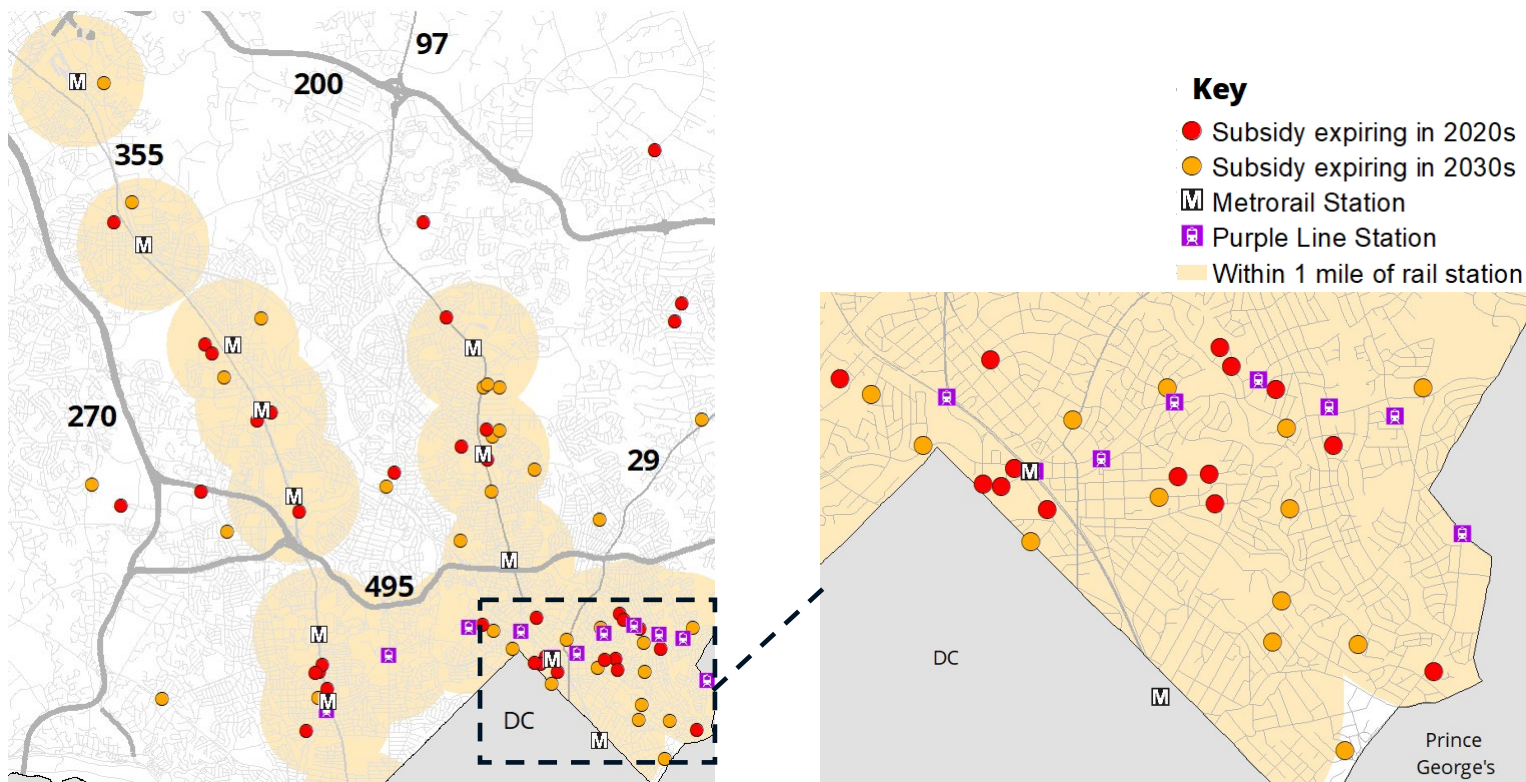 97
200
355
270
29
495
DC
Key
Subsidy expiring in 2020s
Subsidy expiring in 2030s
M Metrorail Station
Purple Line Station
Within 1 mile of rail station
DC
Prince
George's